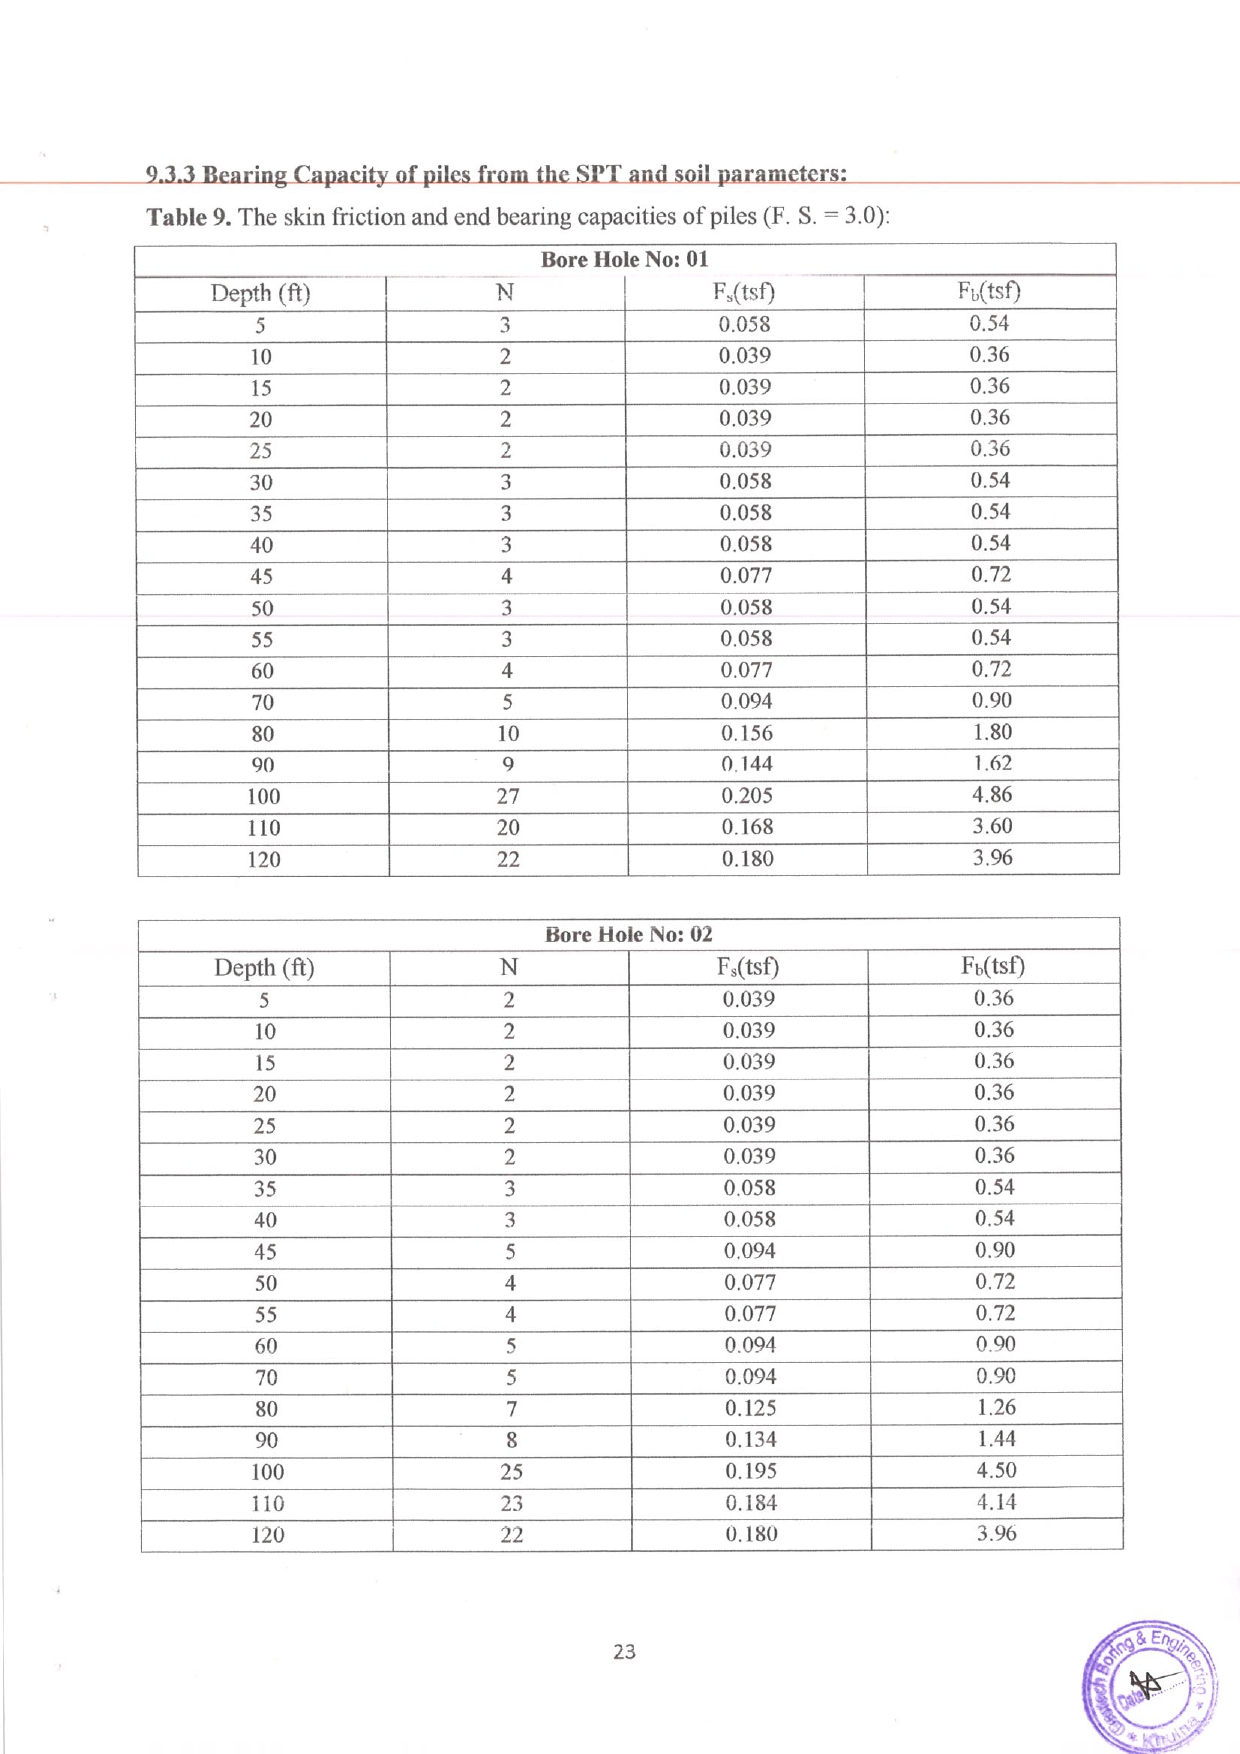 9.3.3 Bearing Capacity of piles from the SPT and soil parameters:
Table 9. The skin friction and end bearing capacities of piles (F. S. = 3.0):
Bore Hole No: 01
Depth (ft) N Fs(tsf) Fb(tsf)
5 3 0.058 0.54
10 2 0.039 0.36
15 2 0.039 0.36
20 2 0.039 0.36
25 2 0.039 0.36
30 3 0.058 0.54
35 3 0.058 0.54
40 3 0.058 0.54
45 4 0.077 0.72
50 3 0.058 0.54
55 3 0.058 0.54
60 4 0.077 0.72
70 5 0.094 0.90
80 10 0.156 1.80
90 9 0.144 1.62
100 27 0.205 4.86
110 20 0.168 3.60
120 22 0.180 3.96
Bore Hole No: 02
Depth (ft) N Fs(tsf) Fb(tsf)
5 2 0.039 0.36
10 2 0.039 0.36
15 2 0.039 0.36
20 2 0.039 0.36
25 2 0.039 0.36
30 2 0.039 0.36
35 3 0.058 0.54
40 3 0.058 0.54
45 5 0.094 0.90
50 4 0.077 0.72
55 4 0.077 0.72
60 5 0.094 0.90
70 5 0.094 0.90
80 7 0.125 1.26
90 8 0.134 1.44
100 25 0.195 4.50
110 23 0.184 4.14
120 22 0.180 3.96
23
Boring & Engineering * Khulna *
Date